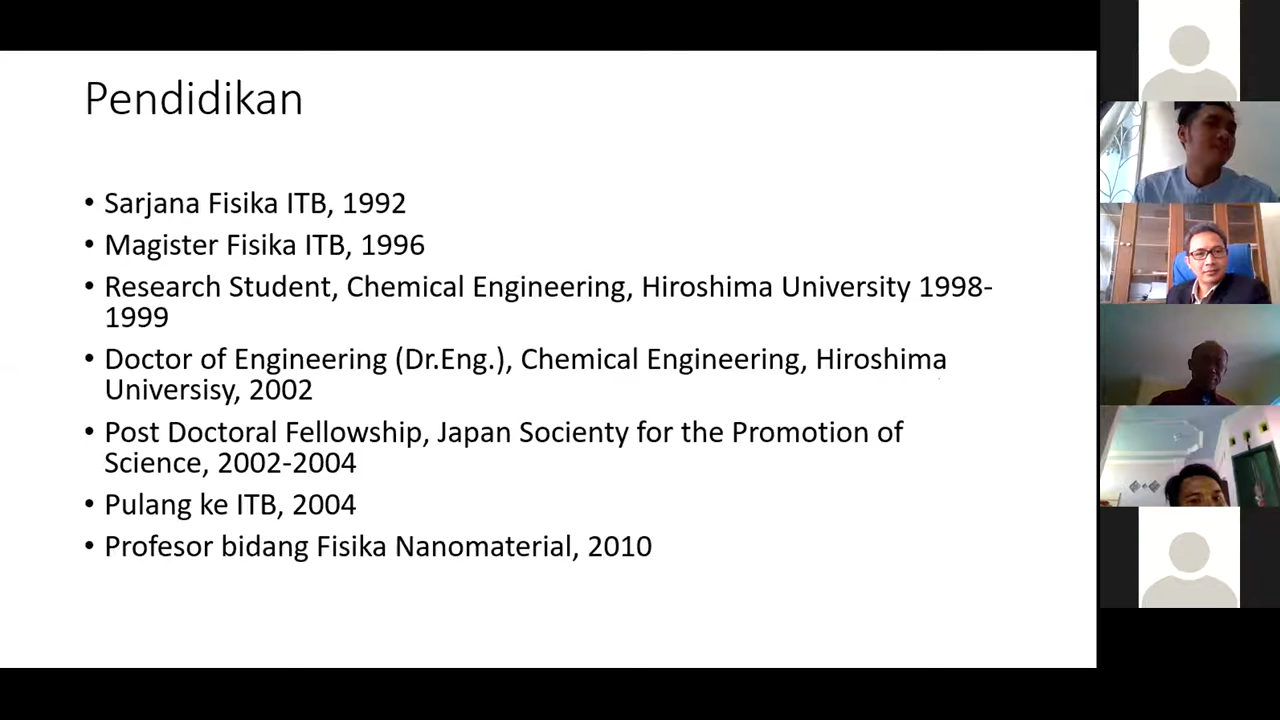 Pendidikan
• Sarjana Fisika ITB, 1992
• Magister Fisika ITB, 1996
• Research Student, Chemical Engineering, Hiroshima University 1998-
1999
• Doctor of Engineering (Dr.Eng.), Chemical Engineering, Hiroshima
Universisy, 2002
• Post Doctoral Fellowship, Japan Socienty for the Promotion of
Science, 2002-2004
• Pulang ke ITB, 2004
• Profesor bidang Fisika Nanomaterial, 2010